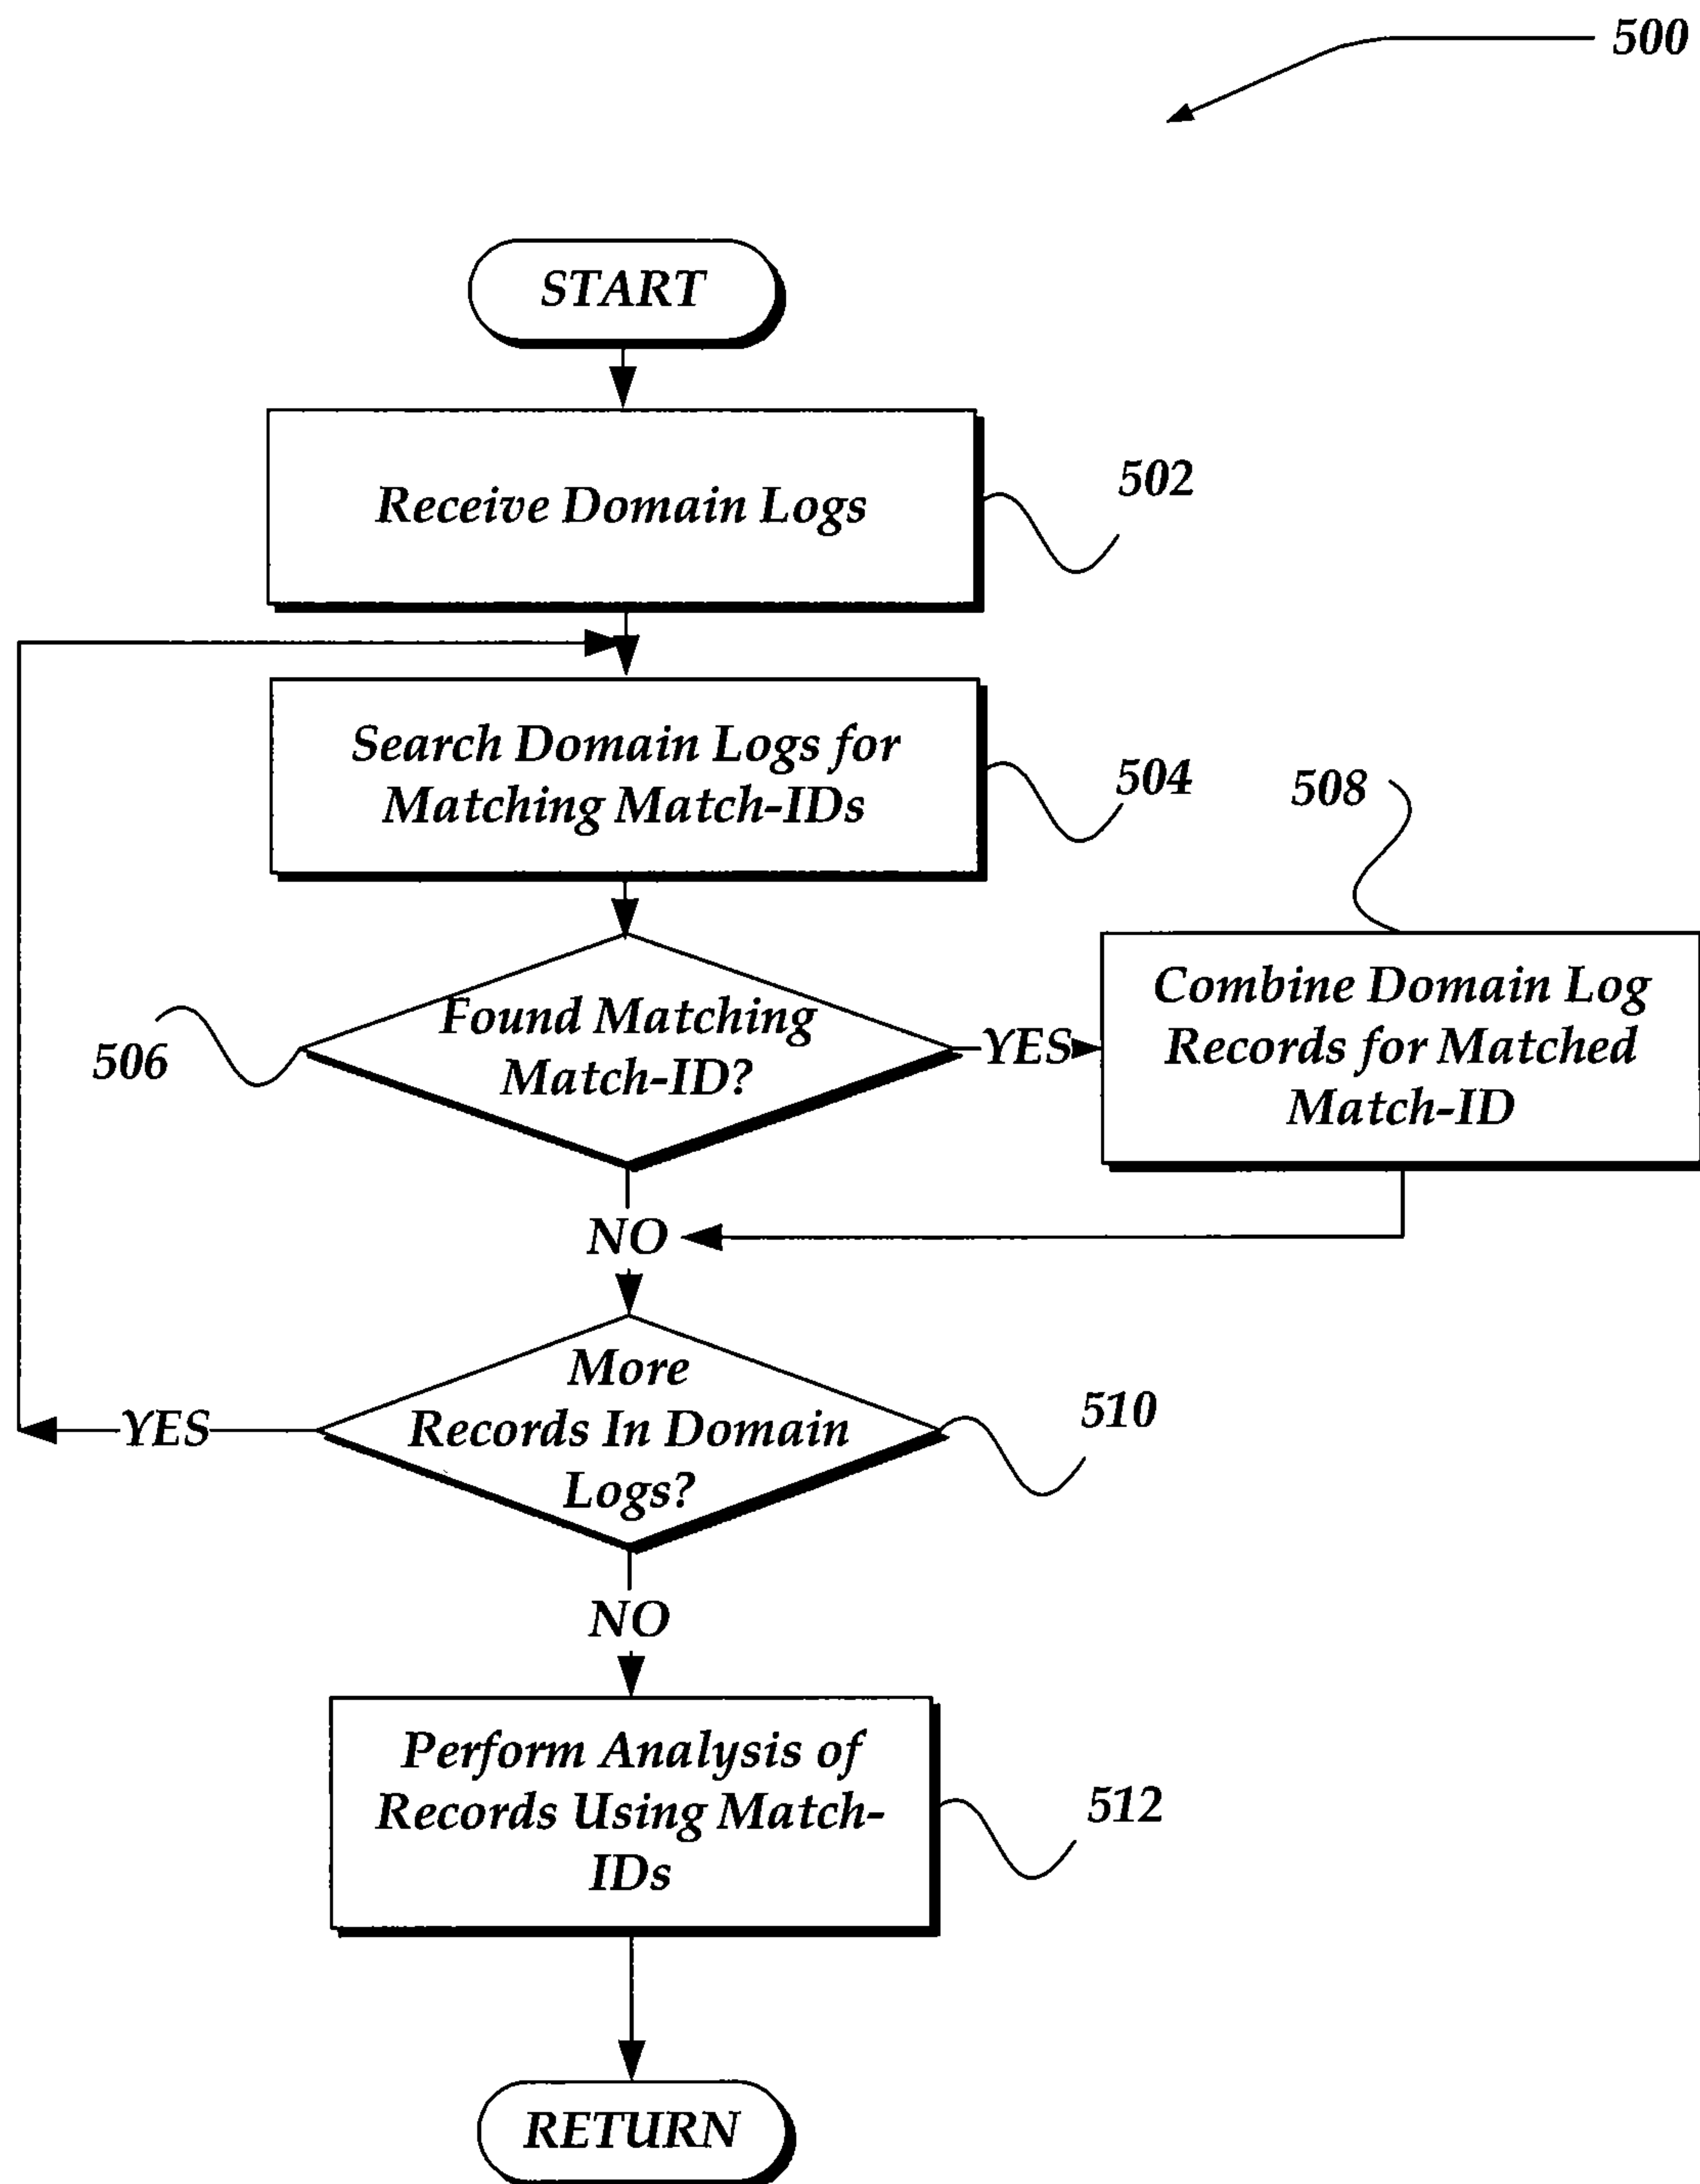 500
START
Receive Domain Logs
502
Search Domain Logs for
Matching Match-IDs
504
508
Found Matching
Match-ID?
506
YES
Combine Domain Log
Records for Matched
Match-ID
NO
More
Records In Domain
Logs?
510
YES
NO
Perform Analysis of
Records Using Match-
IDs
512
RETURN